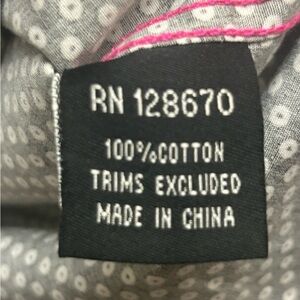 RN 128670
100%COTTON
TRIMS EXCLUDED
MADE IN CHINA